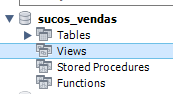 sucos_vendas
Tables
Views
Stored Procedures
Functions